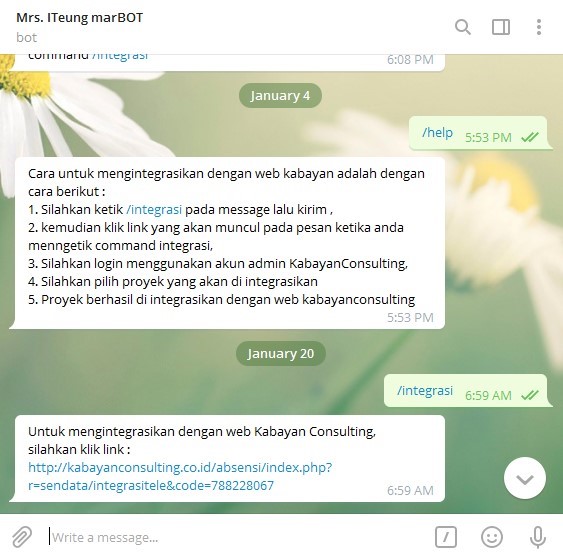 Mrs. ITeung marBOT
bot
command /integrasi
6:08 PM
January 4
/help 5:53 PM
Cara untuk mengintegrasikan dengan web kabayan adalah dengan
cara berikut :
1. Silahkan ketik /integrasi pada message lalu kirim ,
2. kemudian klik link yang akan muncul pada pesan ketika anda
menngetik command integrasi,
3. Silahkan login menggunakan akun admin KabayanConsulting,
4. Silahkan pilih proyek yang akan di integrasikan
5. Proyek berhasil di integrasikan dengan web kabayanconsulting
5:53 PM
January 20
/integrasi 6:59 AM
Untuk mengintegrasikan dengan web Kabayan Consulting,
silahkan klik link :
http://kabayanconsulting.co.id/absensi/index.php?
r=sendata/integrasitele&code=788228067
6:59 AM
Write a message...